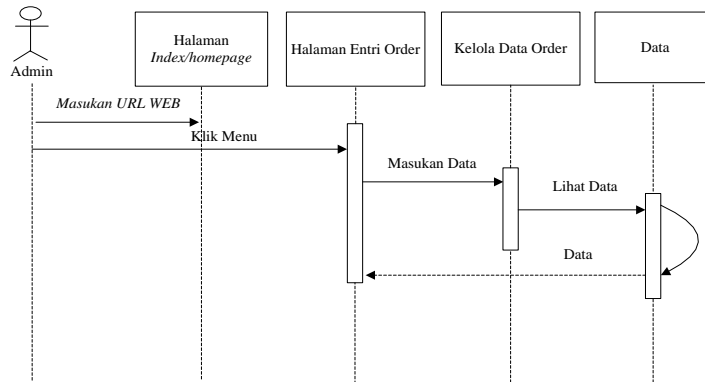 Admin
Halaman
Index/homepage
Halaman Entri Order
Kelola Data Order
Data
Masukan URL WEB
Klik Menu
Masukan Data
Lihat Data
Data